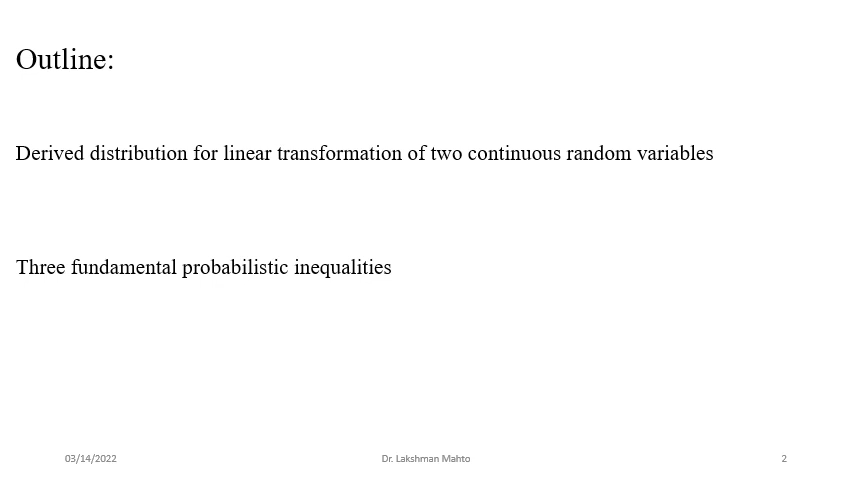 Outline:
Derived distribution for linear transformation of two continuous random variables
Three fundamental probabilistic inequalities
03/14/2022
Dr. Lakshman Mahto
2